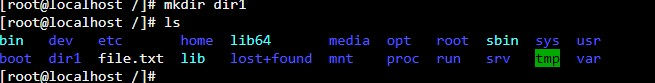 [root@localhost /]# mkdir dir1
[root@localhost /]# ls
bin   dev   etc       home  lib64       media  opt   root  sbin  sys  usr
boot  dir1  file.txt  lib   lost+found  mnt    proc  run   srv   tmp  var
[root@localhost /]#